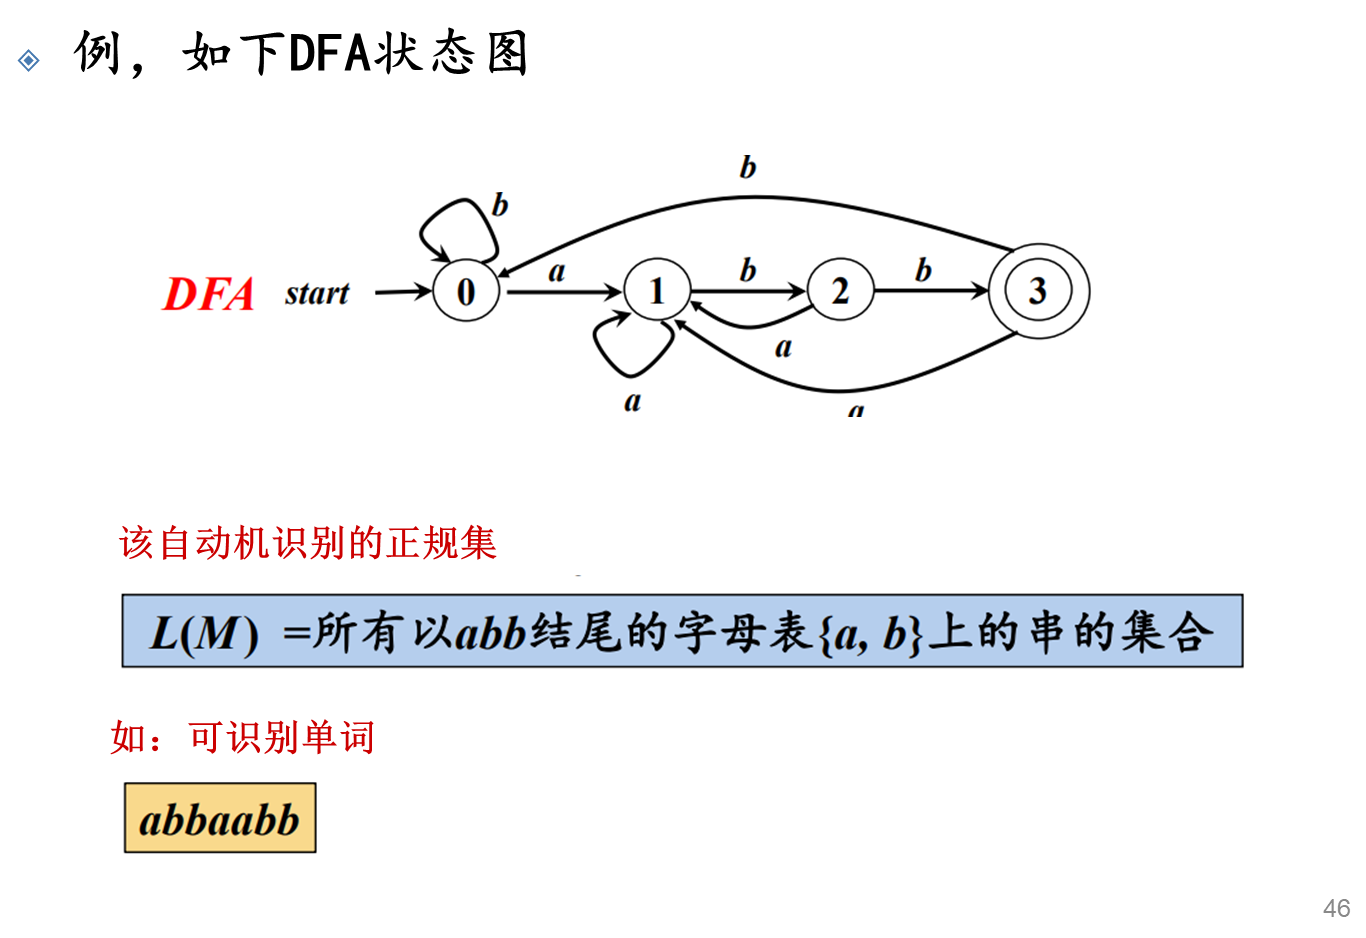 例，如下DFA状态图
b
b
DFA start 0 a 1 b 2 b 3
a
a
a
该自动机识别的正规集
L(M) =所有以abb结尾的字母表{a, b}上的串的集合
如：可识别单词
abbaabb
46